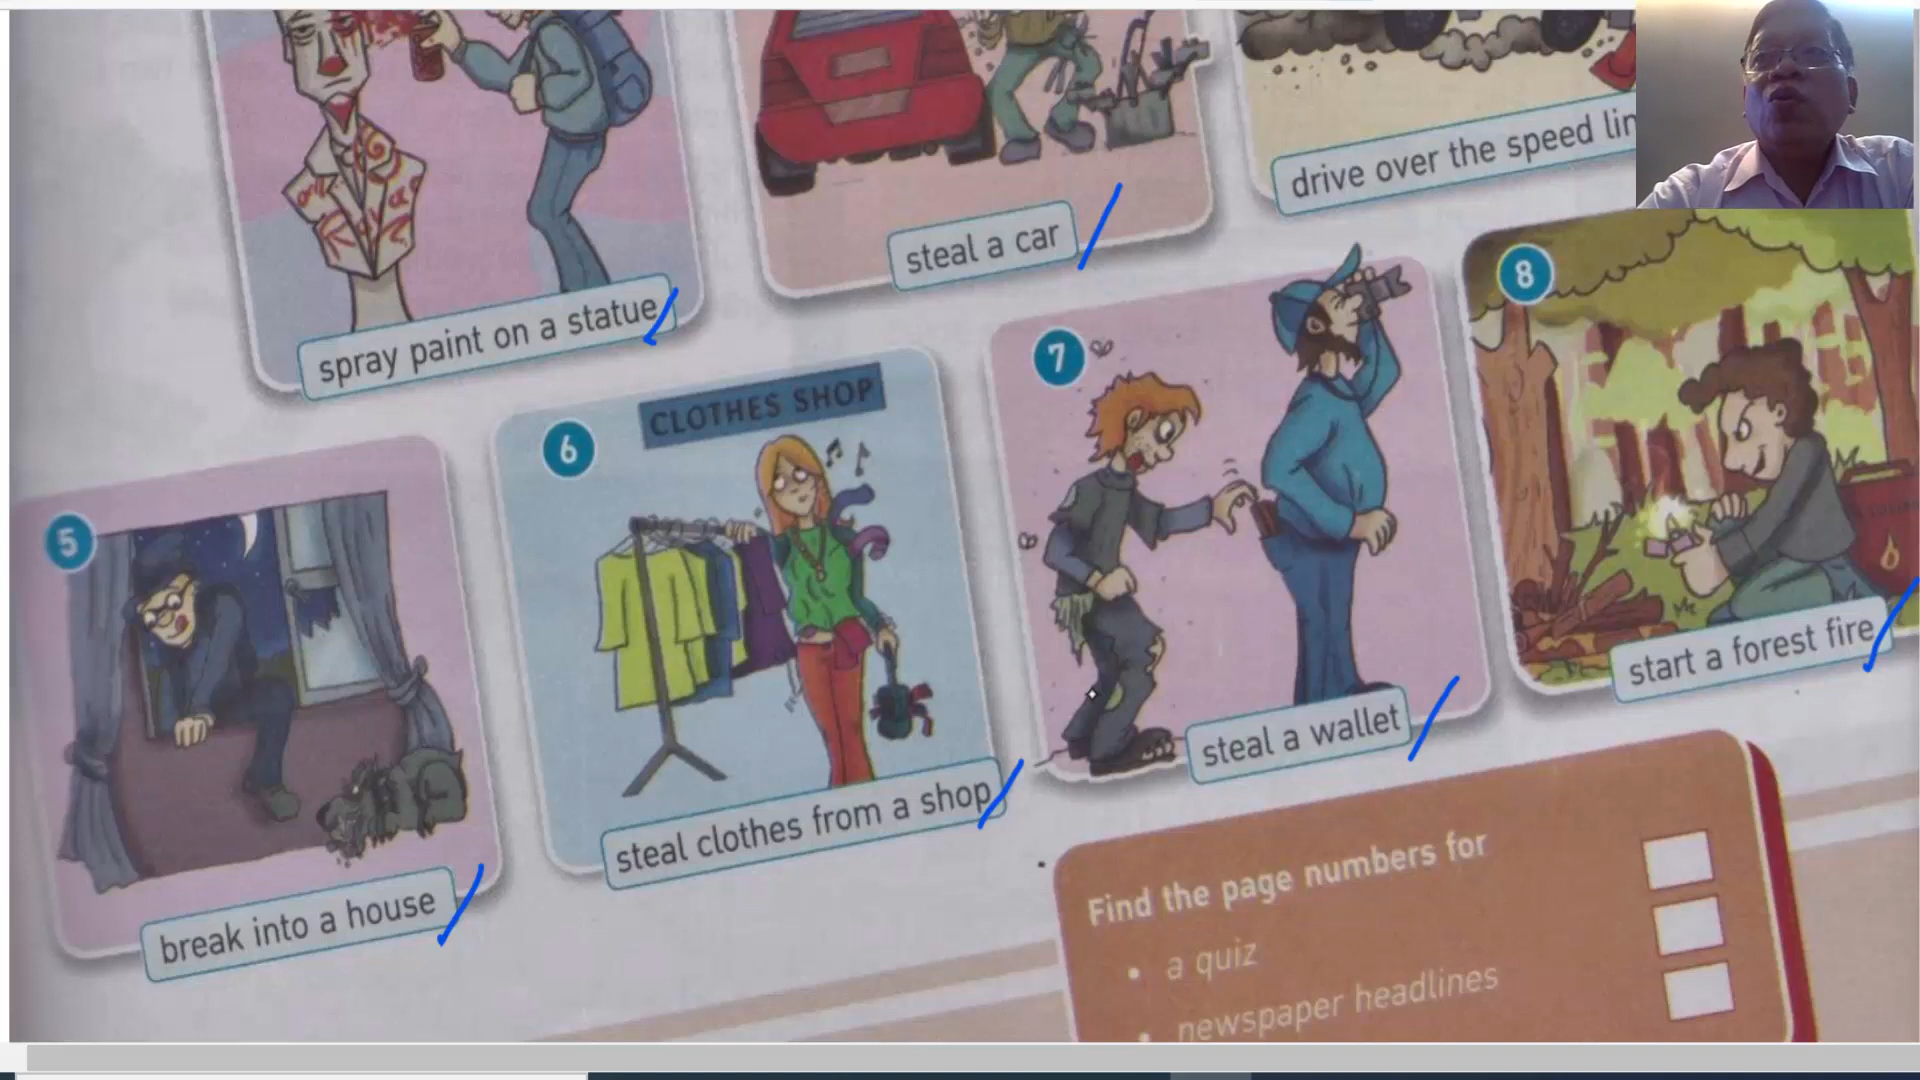 drive over the speed
steal a car
spray paint on a statue
8
7
CLOTHES SHOP
6
5
start a forest fire
steal a wallet
steal clothes from a shop
break into a house
Find the page numbers for
• a quiz
• newspaper headlines